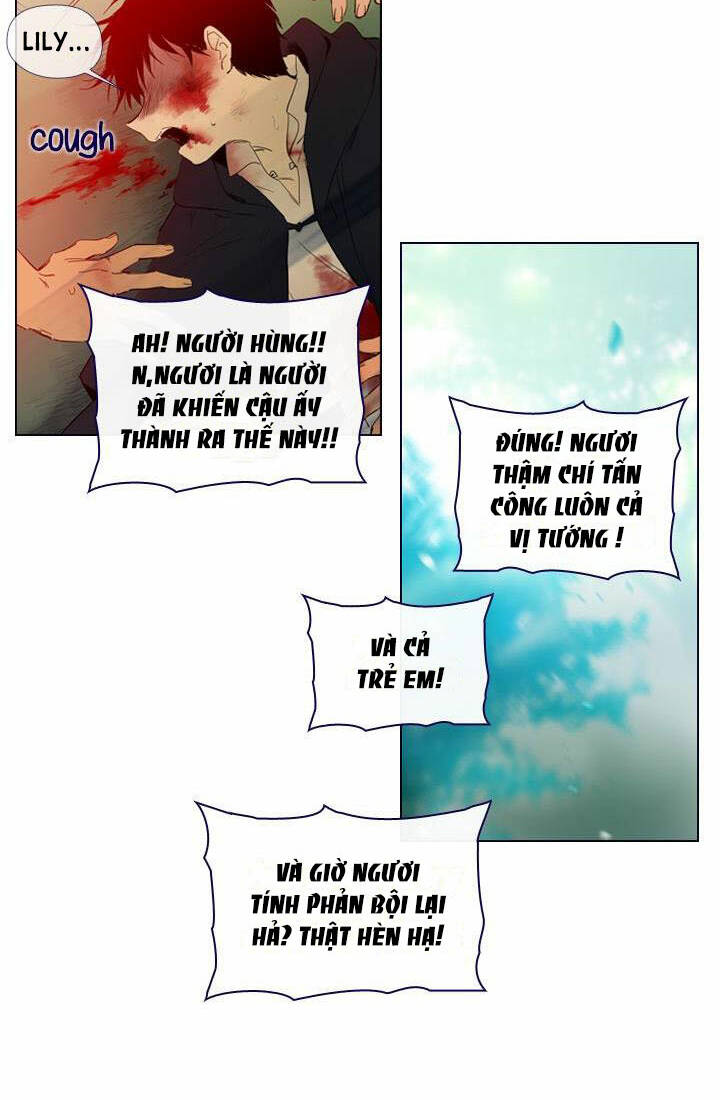 LILY...
cough
AH! NGƯỜI HÙNG!!
N,NGƯƠI LÀ NGƯỜI
ĐÃ KHIẾN CẬU ẤY
THÀNH RA THẾ NÀY!!
ĐÚNG! NGƯƠI
THẬM CHÍ TẤN
CÔNG LUÔN CẢ
VỊ TƯỚNG !
VÀ CẢ
TRẺ EM!
VÀ GIỜ NGƯƠI
TÍNH PHẢN BỘI LẠI
HẢ? THẬT HÈN HẠ!